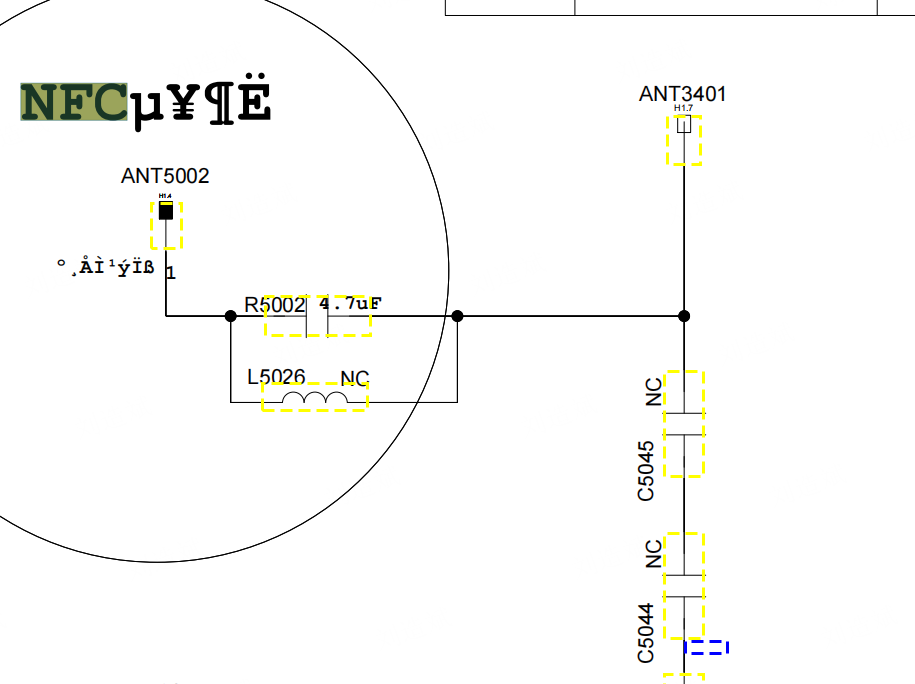 ANT3401
H1.7
NFCµ¥¶Ë
ANT5002
H1.4
º¸ÅÌ¹ýÏß 1
R5002 4.7uF
L5026 NC
NC
C5045
NC
C5044